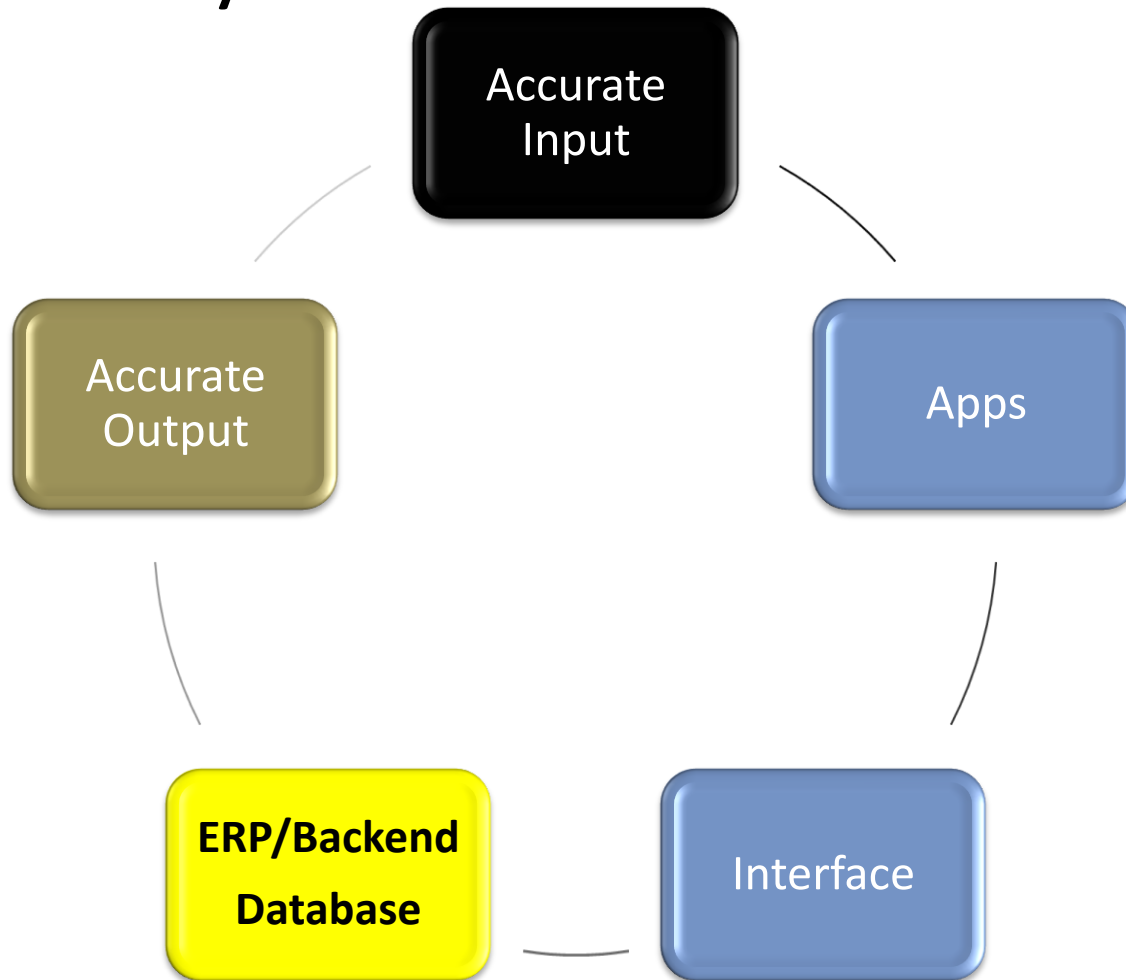 Accurate
Input
Apps
Interface
ERP/Backend
Database
Accurate
Output